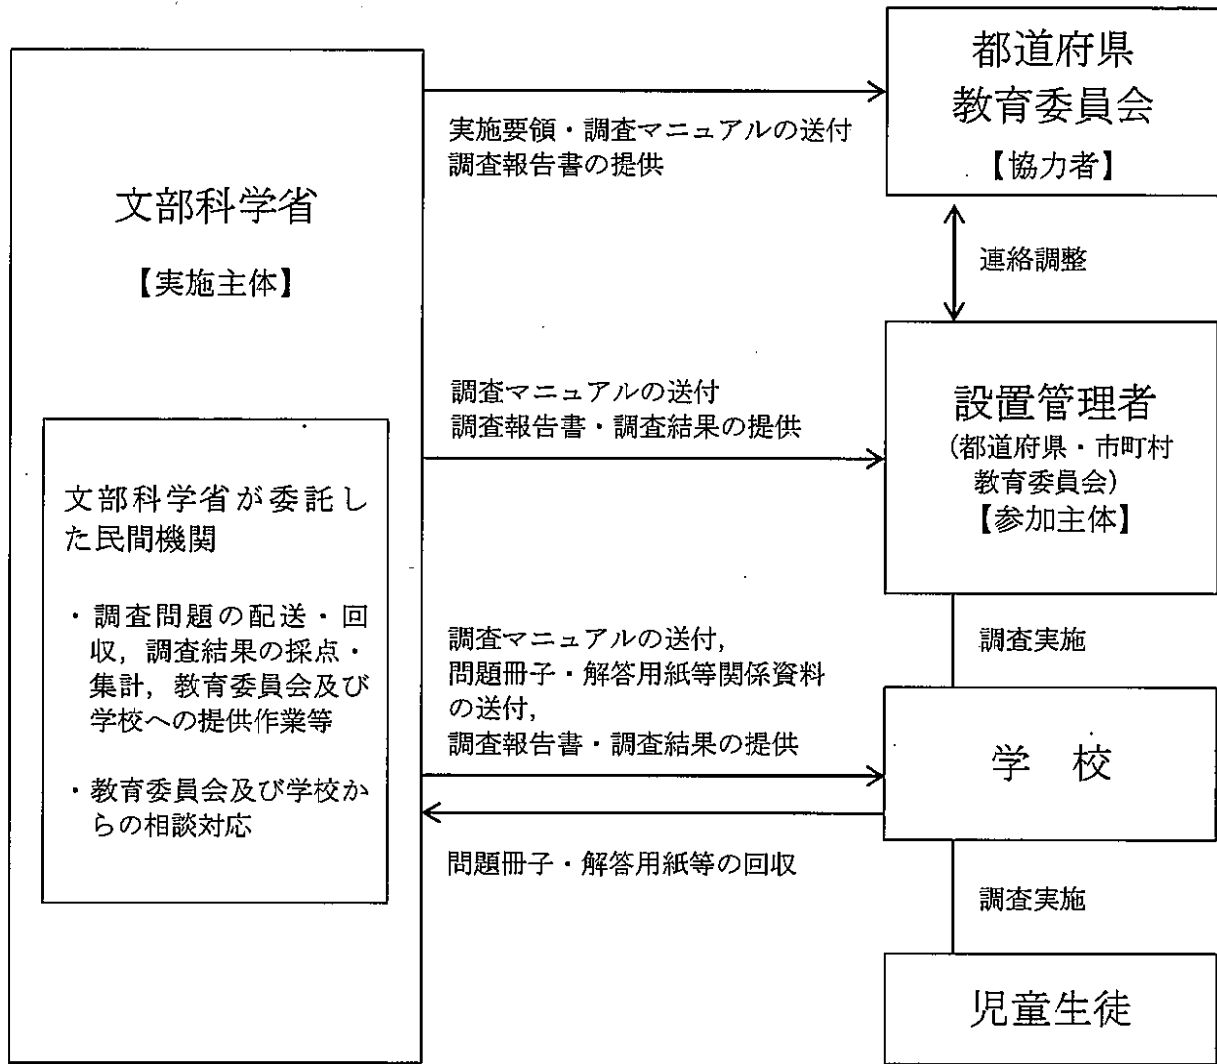 文部科学省
【実施主体】
文部科学省が委託し
た民間機関
・調査問題の配送・回
収，調査結果の採点・
集計，教育委員会及び
学校への提供作業等
・教育委員会及び学校か
らの相談対応
実施要領・調査マニュアルの送付
調査報告書の提供
調査マニュアルの送付
調査報告書・調査結果の提供
調査マニュアルの送付，
問題冊子・解答用紙等関係資料
の送付，
調査報告書・調査結果の提供
問題冊子・解答用紙等の回収
都道府県
教育委員会
【協力者】
連絡調整
設置管理者
（都道府県・市町村
教育委員会）
【参加主体】
調査実施
学　校
調査実施
児童生徒